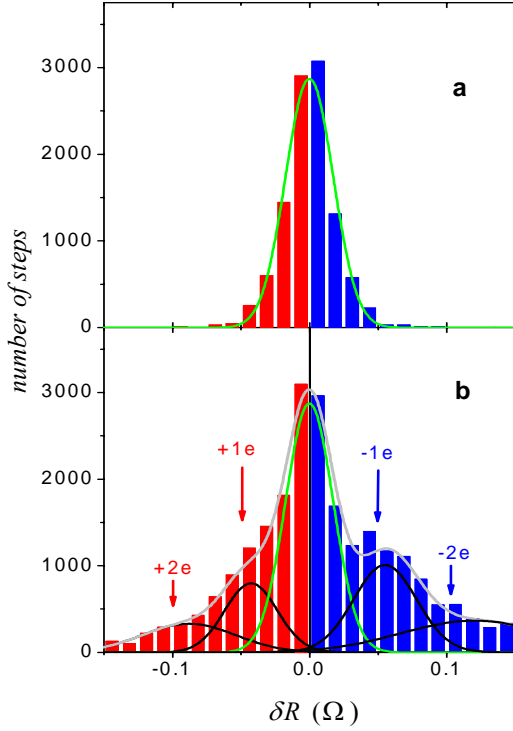 3000
2000
1000
0
a
number of steps
3000
2000
1000
0
b
+1e
-1e
+2e
-2e
-0.1
0.0
0.1
δR (Ω)